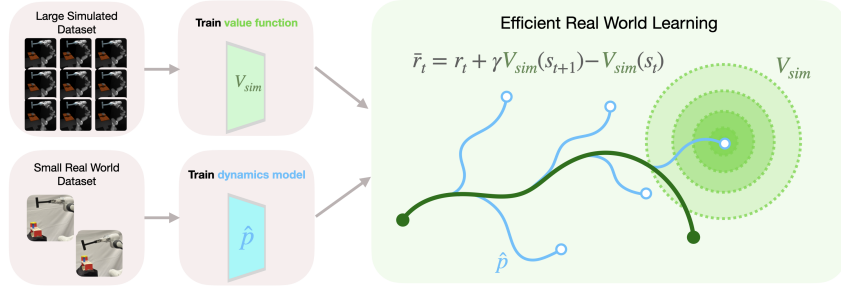 Large Simulated
Dataset
Train value function
V_sim
Small Real World
Dataset
Train dynamics model
p̂
Efficient Real World Learning
r̄_t = r_t + γV_sim(s_{t+1})−V_sim(s_t)
V_sim
p̂